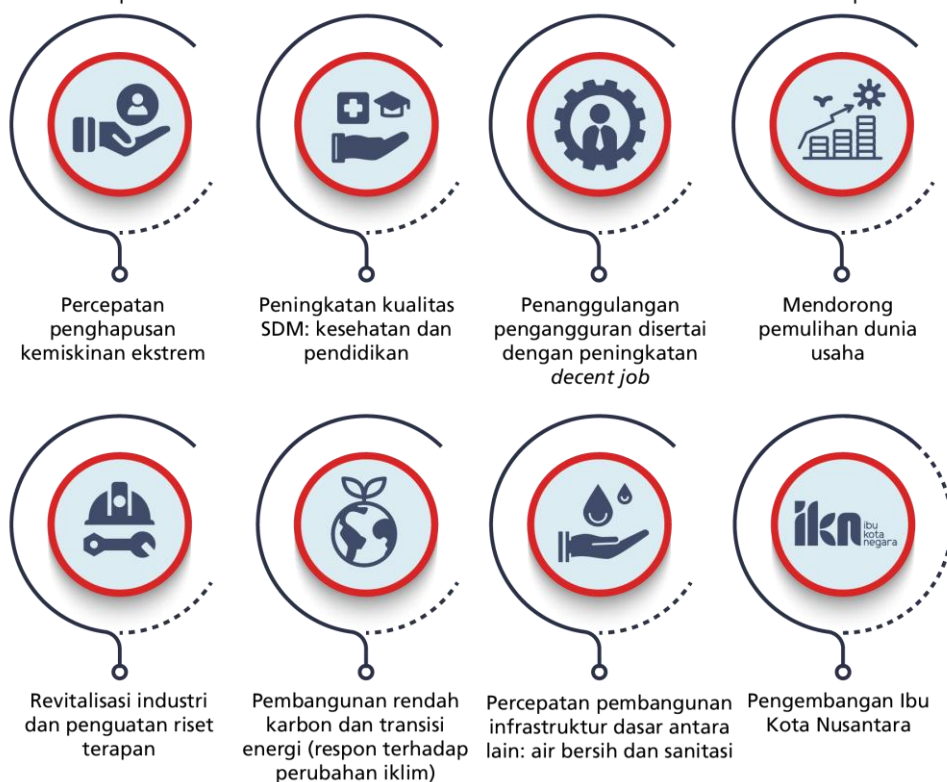 Percepatan
penghapusan
kemiskinan ekstrem
Peningkatan kualitas
SDM: kesehatan dan
pendidikan
Penanggulangan
pengangguran disertai
dengan peningkatan
decent job
Mendorong
pemulihan dunia
usaha
ikn ibu
kota
negara
Revitalisasi industri
dan penguatan riset
terapan
Pembangunan rendah
karbon dan transisi
energi (respon terhadap
perubahan iklim)
Percepatan pembangunan
infrastruktur dasar antara
lain: air bersih dan sanitasi
Pengembangan Ibu
Kota Nusantara